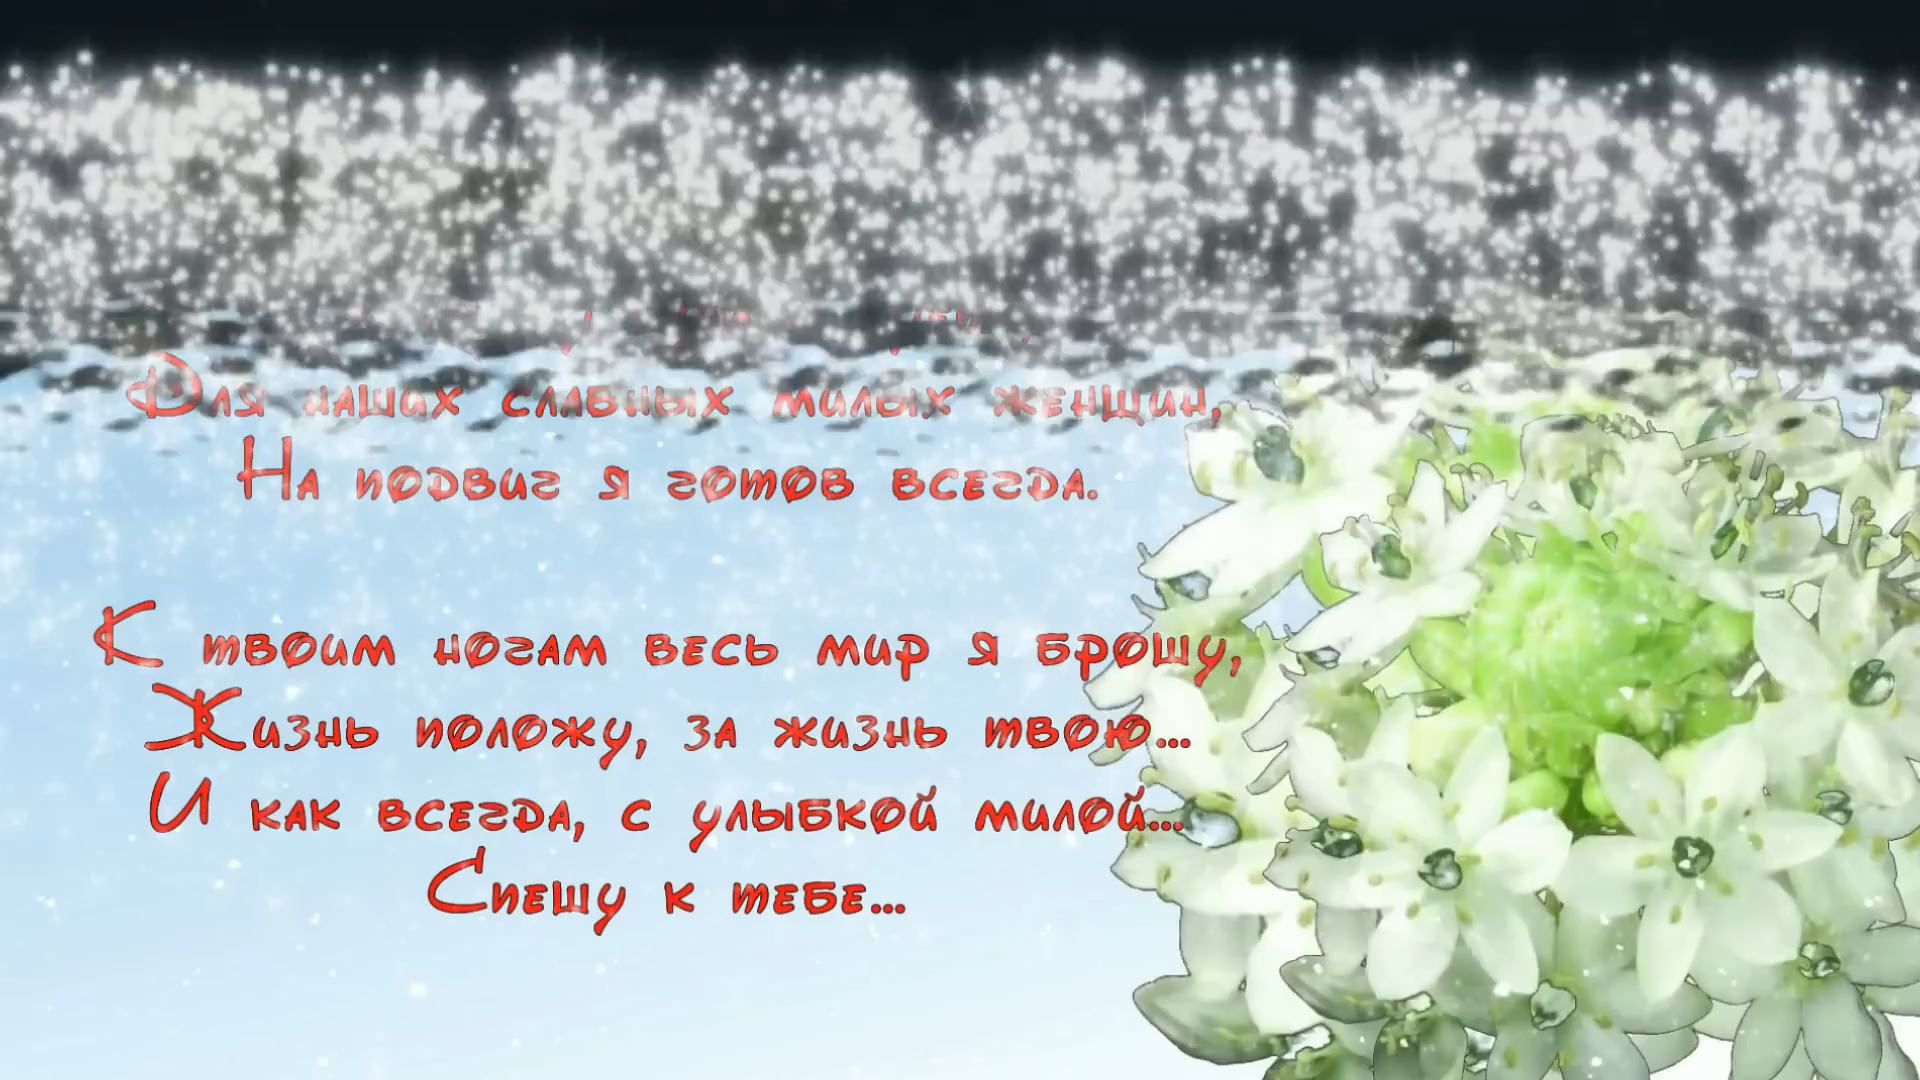 Для наших славных милых женщин,
На подвиг я готов всегда.
К твоим ногам весь мир я брошу,
Жизнь положу, за жизнь твою...
И как всегда, с улыбкой милой...
Спешу к тебе...